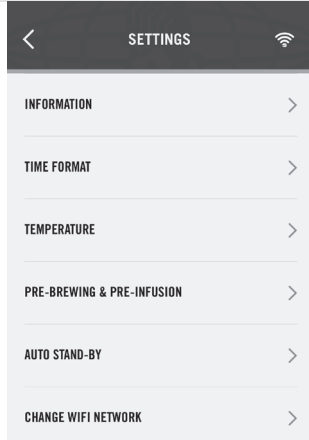 SETTINGS
INFORMATION
TIME FORMAT
TEMPERATURE
PRE-BREWING & PRE-INFUSION
AUTO STAND-BY
CHANGE WIFI NETWORK